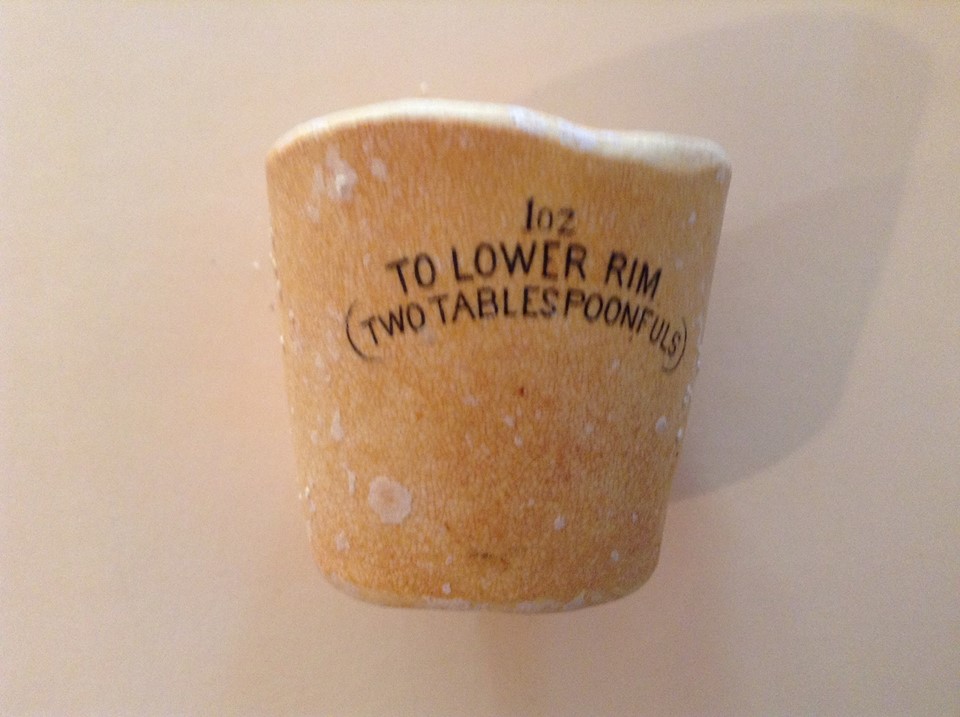 1oz
TO LOWER RIM
(TWO TABLESPOONFULS)